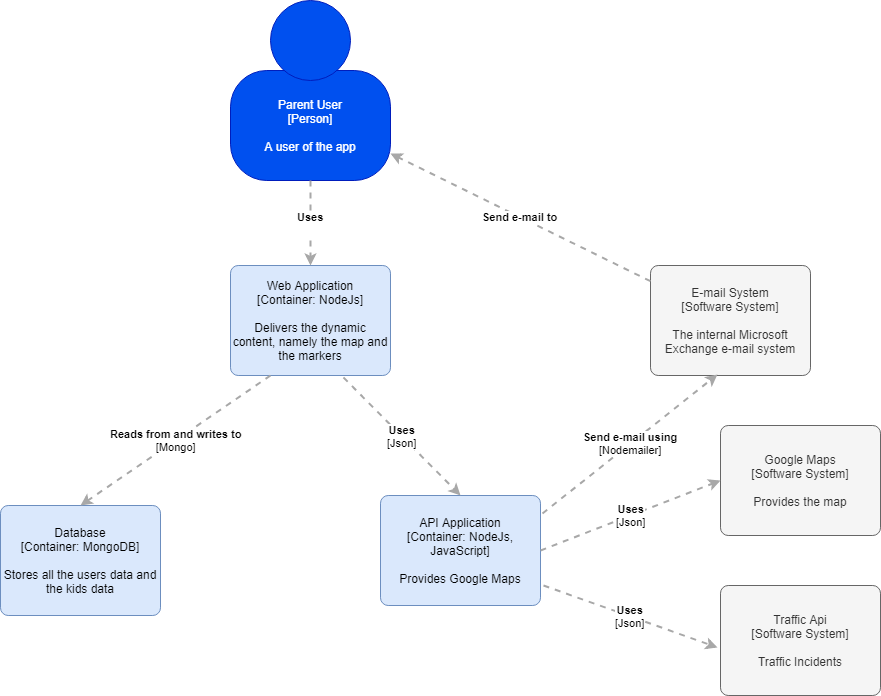 Parent User
[Person]
A user of the app
Uses
Send e-mail to
Web Application
[Container: NodeJs]
Delivers the dynamic
content, namely the map and
the markers
E-mail System
[Software System]
The internal Microsoft
Exchange e-mail system
Reads from and writes to
[Mongo]
Uses
[Json]
Send e-mail using
[Nodemailer]
Google Maps
[Software System]
Provides the map
Database
[Container: MongoDB]
Stores all the users data and
the kids data
API Application
[Container: NodeJs,
JavaScript]
Provides Google Maps
Uses
[Json]
Uses
[Json]
Traffic Api
[Software System]
Traffic Incidents